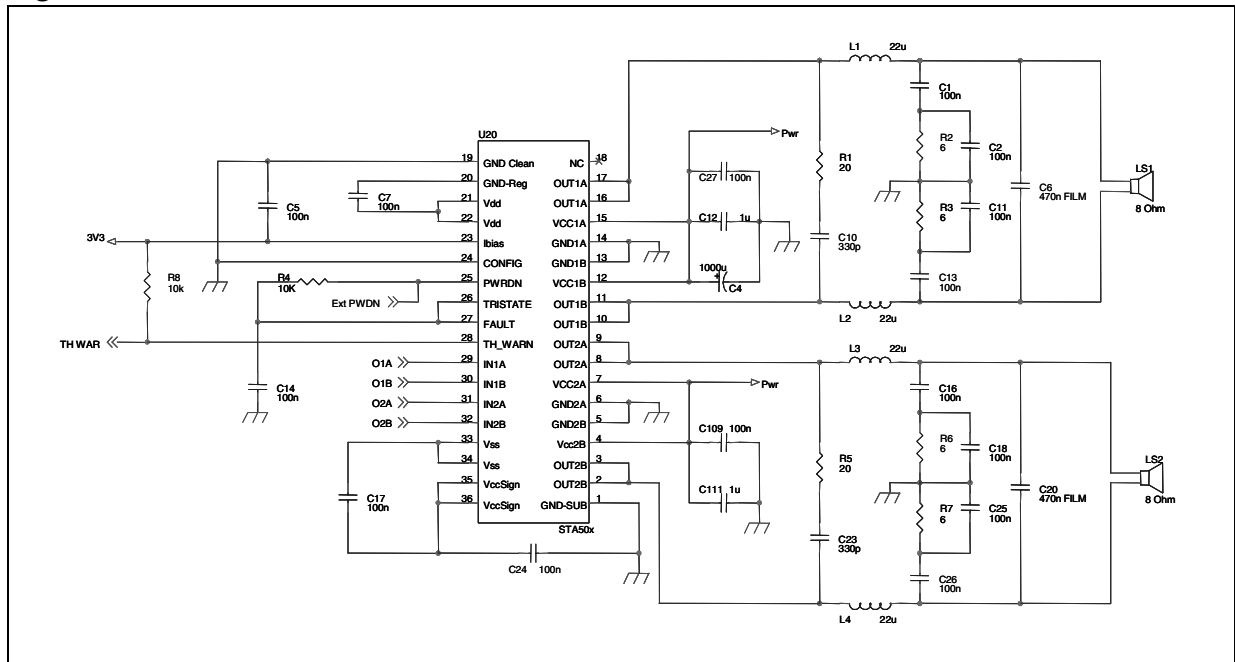 L1 22u
C1
100n
R2
6
C2
100n
R1
20
C6
470n FILM
LS1
8 Ohm
R3
6
C11
100n
C10
330p
C13
100n
L2 22u
Pwr
C27 100n
C12 1u
1000u
+
C4
U20
19 GND Clean
20 GND-Reg
21 Vdd
22 Vdd
23 Ibias
24 CONFIG
25 PWRDN
26 TRISTATE
27 FAULT
28 TH_WARN
29 IN1A
30 IN1B
31 IN2A
32 IN2B
33 Vss
34 Vss
35 VccSign
36 VccSign
NC 18
OUT1A 17
OUT1A 16
VCC1A 15
GND1A 14
GND1B 13
VCC1B 12
OUT1B 11
OUT1B 10
OUT2A 9
OUT2A 8
VCC2A 7
GND2A 6
GND2B 5
Vcc2B 4
OUT2B 3
OUT2B 2
GND-SUB 1
STA50x
C7
100n
C5
100n
3V3
R8
10k
R4
10K
Ext PWDN
TH WAR
C14
100n
O1A
O1B
O2A
O2B
C17
100n
C24 100n
Pwr
C109 100n
C111 1u
L3 22u
C16
100n
R6
6
C18
100n
R5
20
C20
470n FILM
LS2
8 Ohm
R7
6
C25
100n
C23
330p
C26
100n
L4 22u